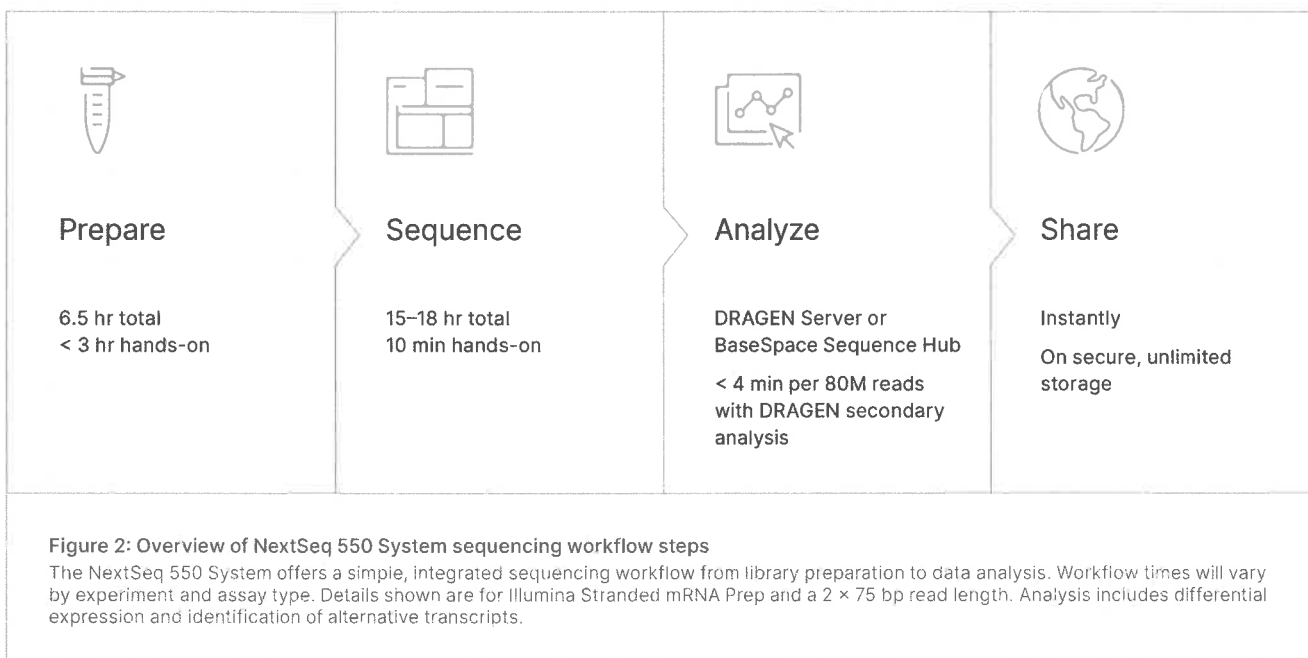 Prepare
6.5 hr total
< 3 hr hands-on
Sequence
15–18 hr total
10 min hands-on
Analyze
DRAGEN Server or
BaseSpace Sequence Hub
< 4 min per 80M reads
with DRAGEN secondary
analysis
Share
Instantly
On secure, unlimited
storage
Figure 2: Overview of NextSeq 550 System sequencing workflow steps
The NextSeq 550 System offers a simple, integrated sequencing workflow from library preparation to data analysis. Workflow times will vary
by experiment and assay type. Details shown are for Illumina Stranded mRNA Prep and a 2 × 75 bp read length. Analysis includes differential
expression and identification of alternative transcripts.